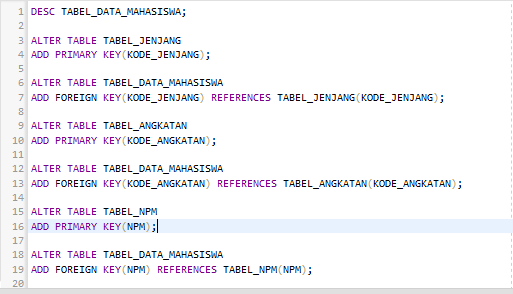 1 DESC TABEL_DATA_MAHASISWA;
2
3 ALTER TABLE TABEL_JENJANG
4 ADD PRIMARY KEY(KODE_JENJANG);
5
6 ALTER TABLE TABEL_DATA_MAHASISWA
7 ADD FOREIGN KEY(KODE_JENJANG) REFERENCES TABEL_JENJANG(KODE_JENJANG);
8
9 ALTER TABLE TABEL_ANGKATAN
10 ADD PRIMARY KEY(KODE_ANGKATAN);
11
12 ALTER TABLE TABEL_DATA_MAHASISWA
13 ADD FOREIGN KEY(KODE_ANGKATAN) REFERENCES TABEL_ANGKATAN(KODE_ANGKATAN);
14
15 ALTER TABLE TABEL_NPM
16 ADD PRIMARY KEY(NPM);
17
18 ALTER TABLE TABEL_DATA_MAHASISWA
19 ADD FOREIGN KEY(NPM) REFERENCES TABEL_NPM(NPM);
20